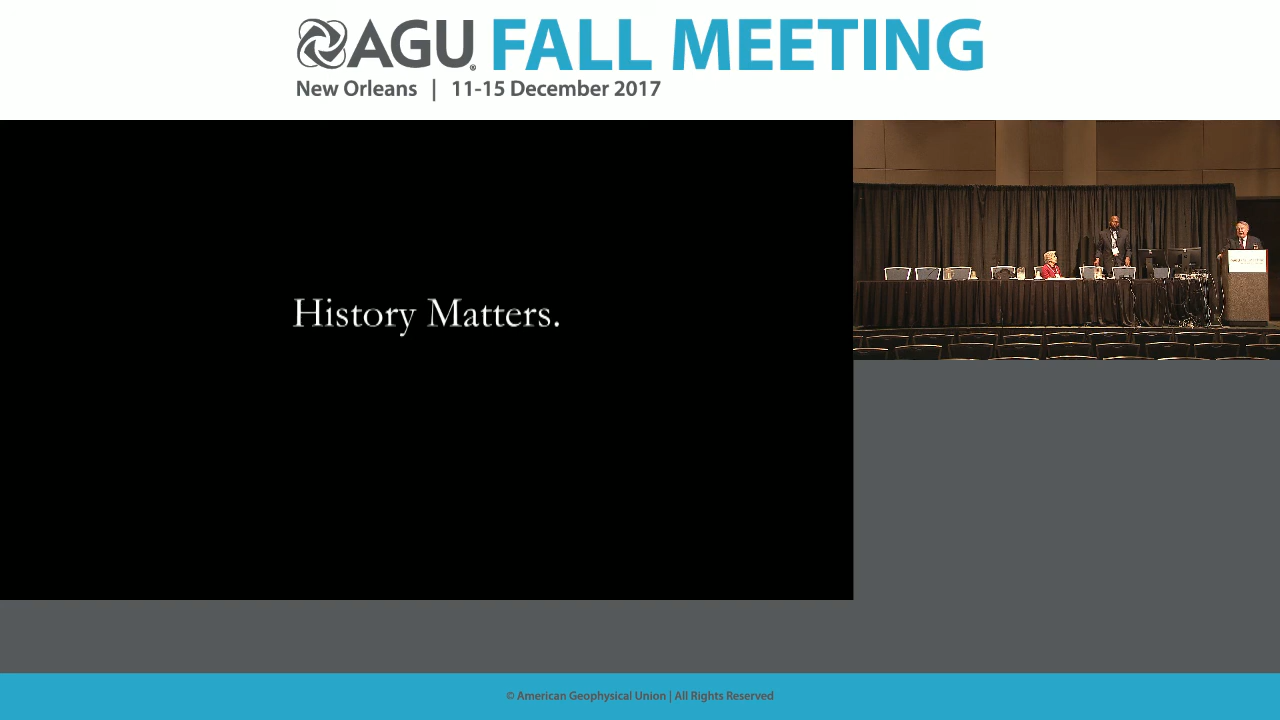 AGU® FALL MEETING
New Orleans | 11-15 December 2017
History Matters.
© American Geophysical Union | All Rights Reserved